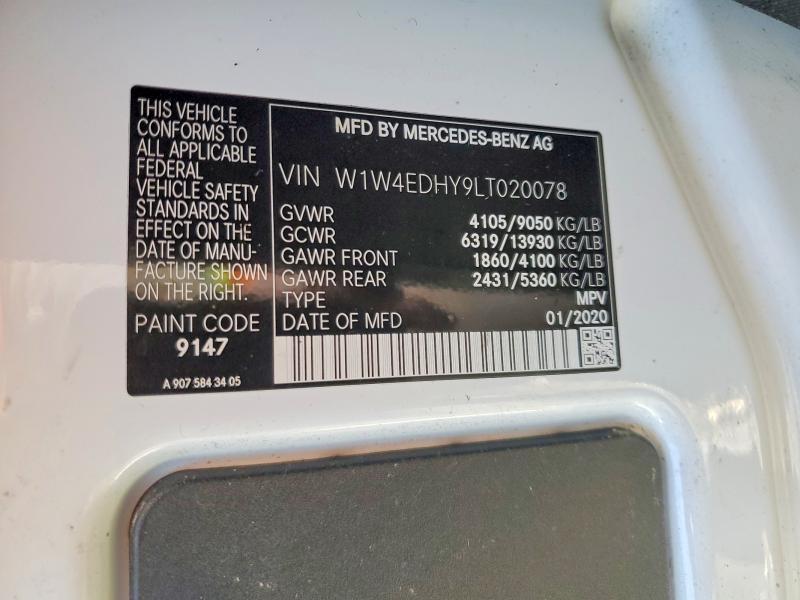 THIS VEHICLE
CONFORMS TO
ALL APPLICABLE
FEDERAL
VEHICLE SAFETY
STANDARDS IN
EFFECT ON THE
DATE OF MANU-
FACTURE SHOWN
ON THE RIGHT.
PAINT CODE
9147
A 907 584 34 05
MFD BY MERCEDES-BENZ AG
VIN W1W4EDHY9LT020078
GVWR 4105/9050 KG/LB
GCWR 6319/13930 KG/LB
GAWR FRONT 1860/4100 KG/LB
GAWR REAR 2431/5360 KG/LB
TYPE MPV
DATE OF MFD 01/2020